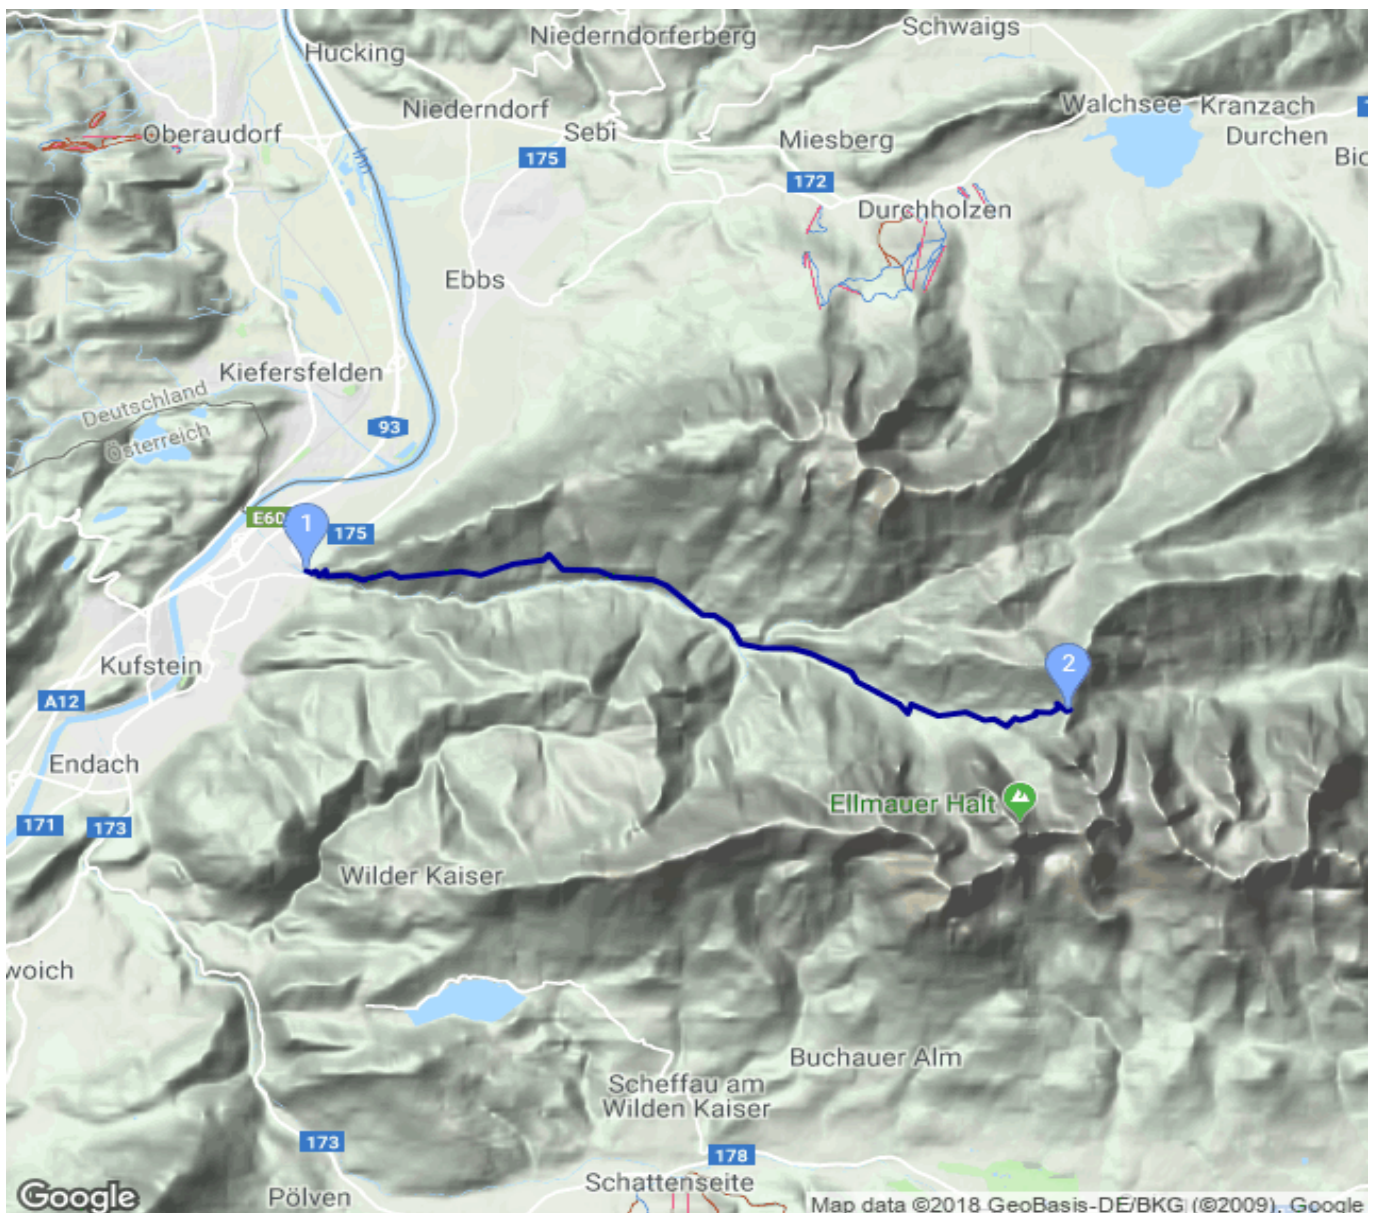 Schwaigs
Niederndorferberg
Hucking
Niederndorf
Walchsee
Kranzach
Oberaudorf
Sebi
Durchen
Miesberg
175
Inn
172
Durchholzen
Ebbs
Kiefersfelden
Deutschland
Österreich
93
E60
1
175
Kufstein
2
A12
Endach
Ellmauer Halt
171
173
Wilder Kaiser
woich
Buchauer Alm
Scheffau am
Wilden Kaiser
173
178
Schattenseite
Pölven
Google
Map data ©2018 GeoBasis-DE/BKG (©2009), Google